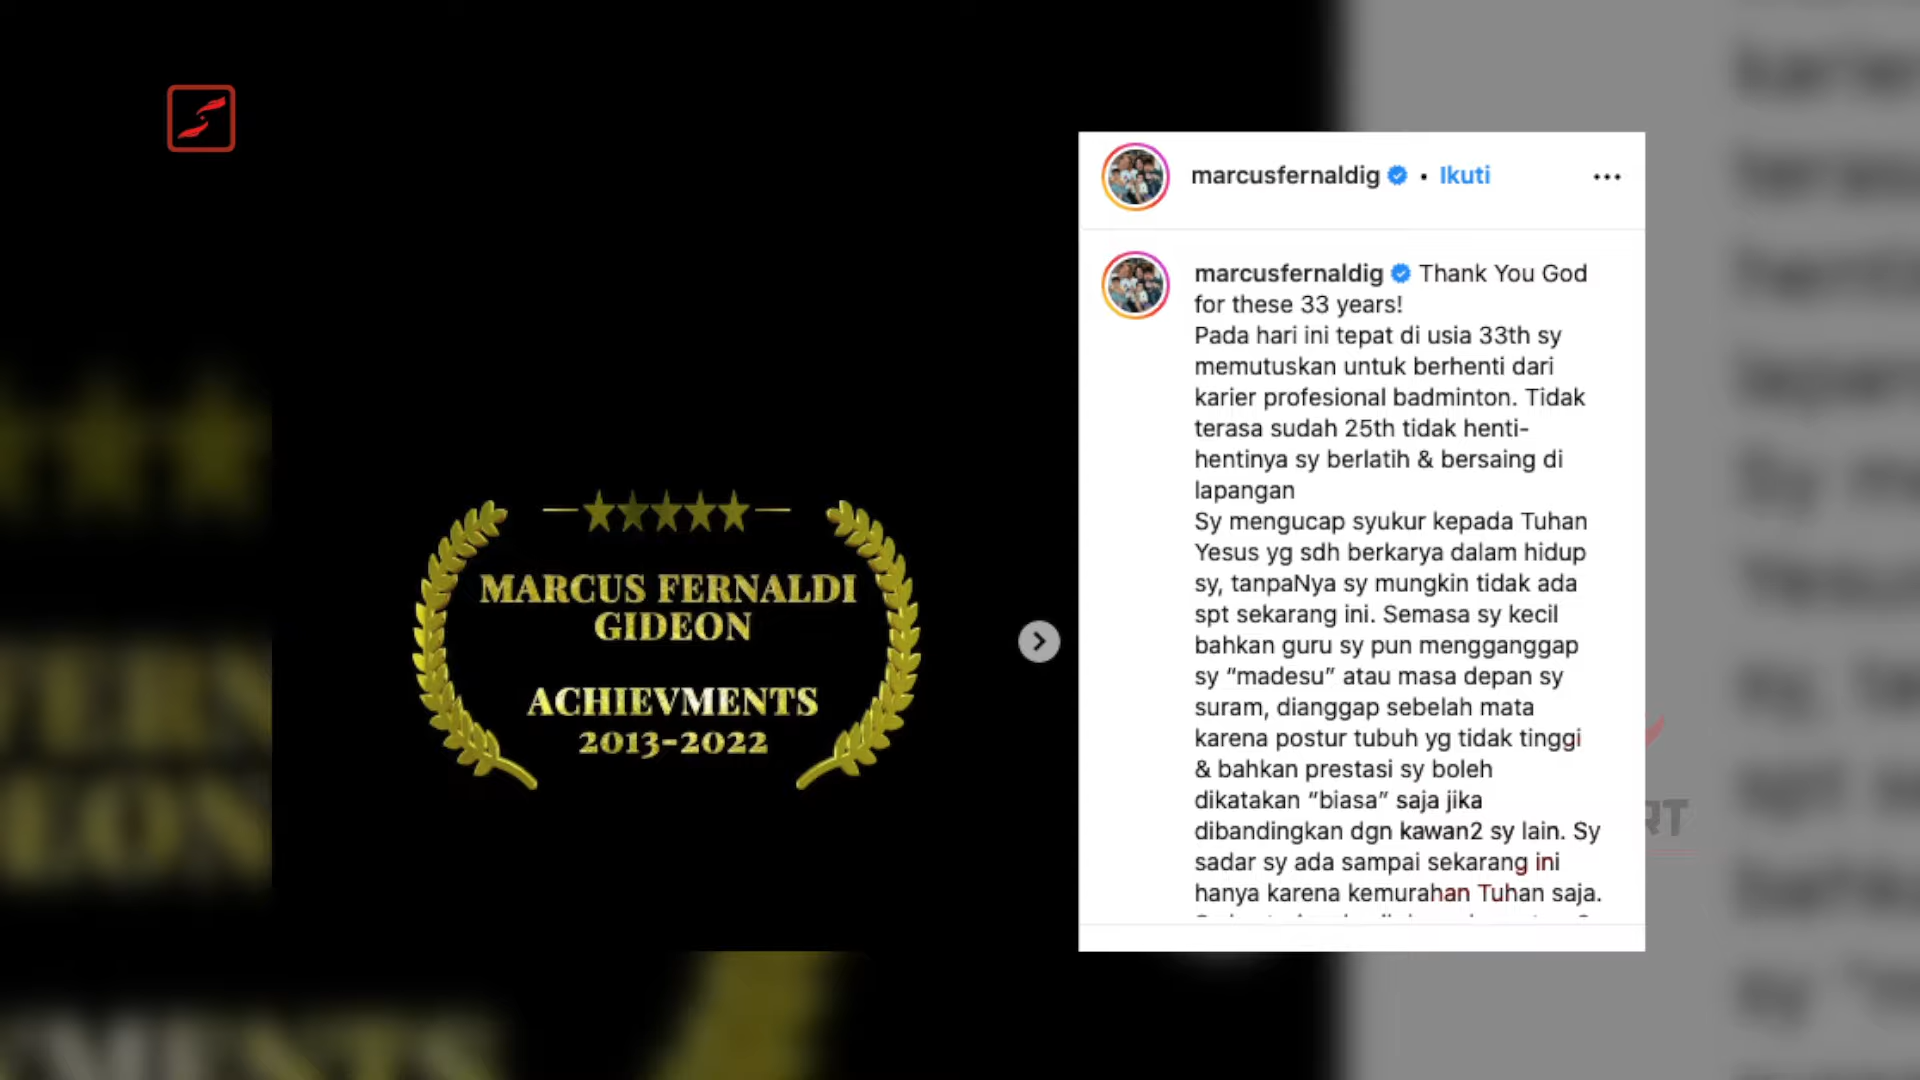 marcusfernaldig • Ikuti
marcusfernaldig Thank You God
for these 33 years!
Pada hari ini tepat di usia 33th sy
memutuskan untuk berhenti dari
karier profesional badminton. Tidak
terasa sudah 25th tidak henti-
hentinya sy berlatih & bersaing di
lapangan
Sy mengucap syukur kepada Tuhan
Yesus yg sdh berkarya dalam hidup
sy, tanpaNya sy mungkin tidak ada
spt sekarang ini. Semasa sy kecil
bahkan guru sy pun mengganggap
sy “madesu” atau masa depan sy
suram, dianggap sebelah mata
karena postur tubuh yg tidak tinggi
& bahkan prestasi sy boleh
dikatakan “biasa” saja jika
dibandingkan dgn kawan2 sy lain. Sy
sadar sy ada sampai sekarang ini
hanya karena kemurahan Tuhan saja.
MARCUS FERNALDI
GIDEON
ACHIEVMENTS
2013-2022